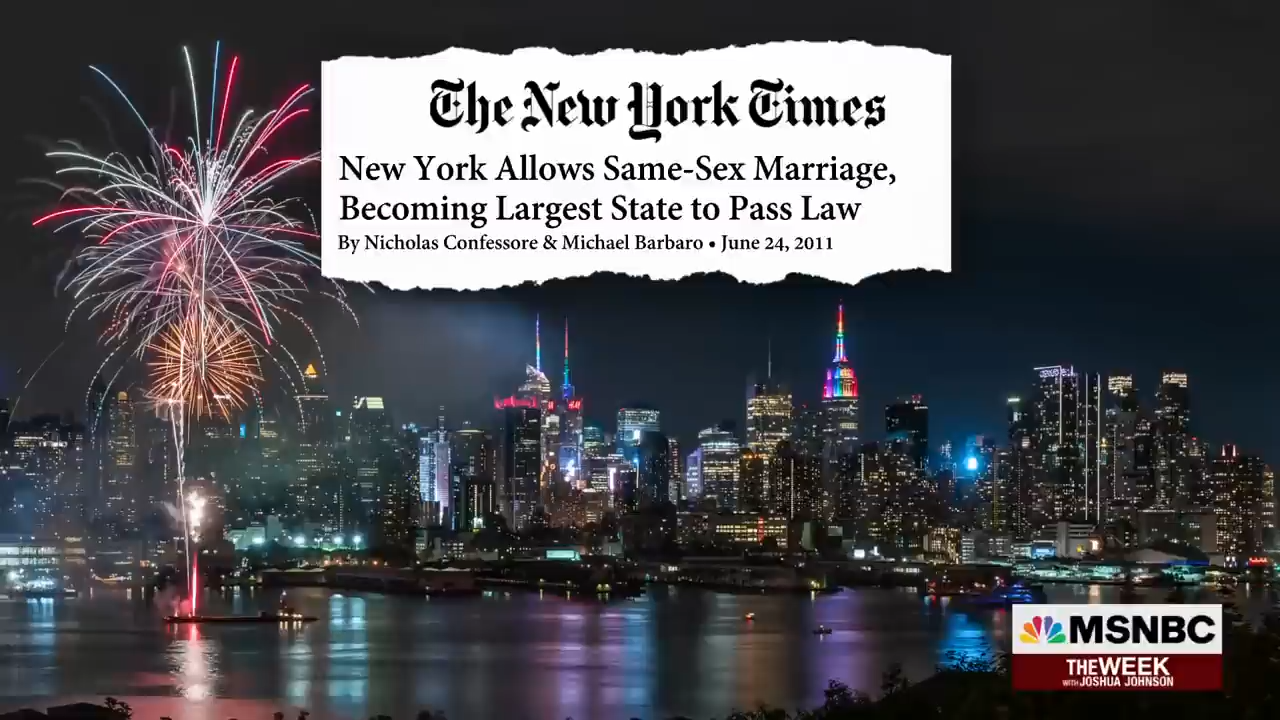 The New York Times
New York Allows Same-Sex Marriage,
Becoming Largest State to Pass Law
By Nicholas Confessore & Michael Barbaro • June 24, 2011
MSNBC
THE WEEK
WITH JOSHUA JOHNSON